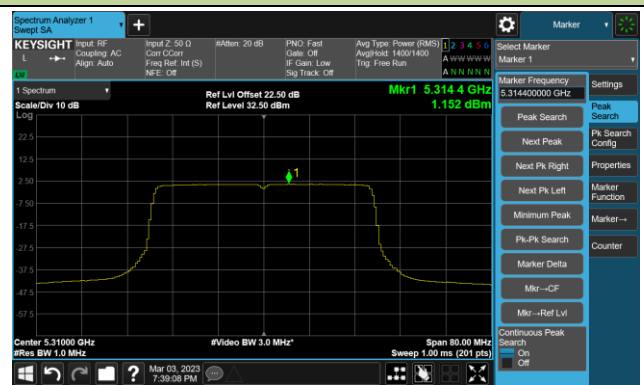 Spectrum Analyzer 1
Swept SA
Marker
KEYSIGHT
L
LW
Input: RF
Coupling: AC
Align: Auto
Input Z: 50 Ω
Corr CCorr
Freq Ref: Int (S)
NFE: Off
#Atten: 20 dB
PNO: Fast
Gate: Off
IF Gain: Low
Sig Track: Off
Avg Type: Power (RMS)
Avg|Hold: 1400/1400
Trig: Free Run
1 2 3 4 5 6
A W W W W W
A N N N N N
Select Marker
Marker 1
Marker Frequency
5.314400000 GHz
Settings
Peak Search
Next Peak
Next Pk Right
Next Pk Left
Minimum Peak
Pk-Pk Search
Marker Delta
Mkr→CF
Mkr→Ref Lvl
Continuous Peak
Search
On
Off
Peak
Search
Pk Search
Config
Properties
Marker
Function
Marker→
Counter
1 Spectrum
Scale/Div 10 dB
Log
Ref Lvl Offset 22.50 dB
Ref Level 32.50 dBm
Mkr1 5.314 4 GHz
1.152 dBm
22.5
12.5
2.50
-7.50
-17.5
-27.5
-37.5
-47.5
-57.5
1
Center 5.31000 GHz
#Res BW 1.0 MHz
#Video BW 3.0 MHz*
Span 80.00 MHz
Sweep 1.00 ms (201 pts)
?
Mar 03, 2023
7:39:08 PM